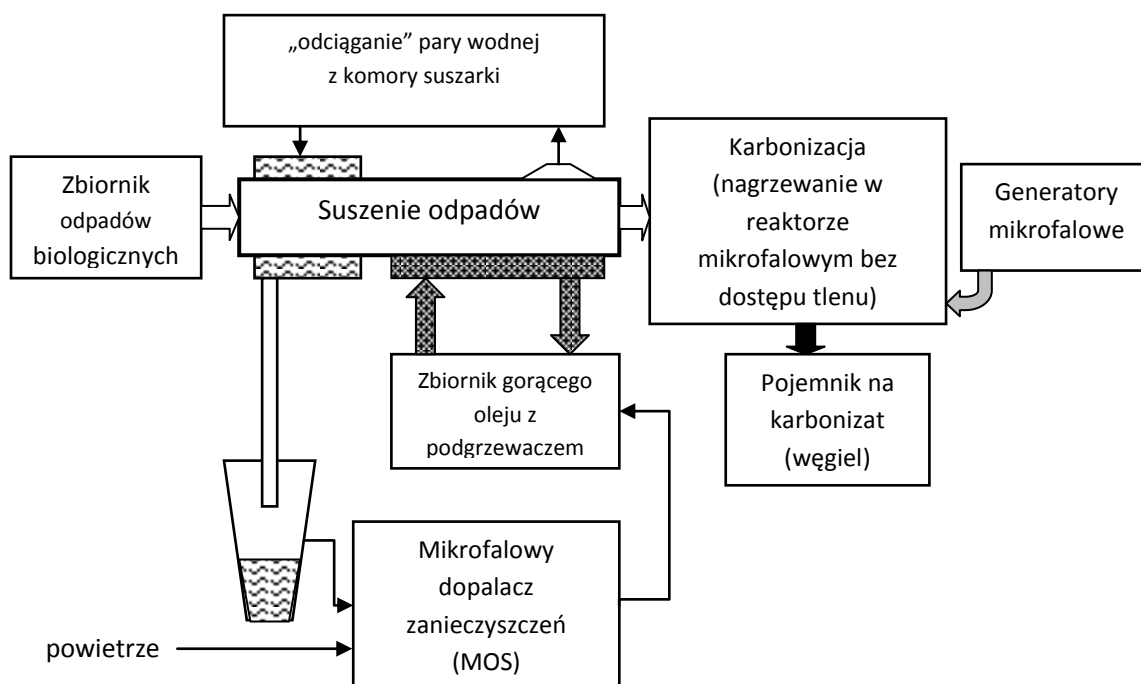 „odciąganie” pary wodnej
z komory suszarki
Zbiornik
odpadów
biologicznych
Suszenie odpadów
Karbonizacja
(nagrzewanie w
reaktorze
mikrofalowym bez
dostępu tlenu)
Generatory
mikrofalowe
Zbiornik gorącego
oleju z
podgrzewaczem
Pojemnik na
karbonizat
(węgiel)
Mikrofalowy
dopalacz
zanieczyszczeń
(MOS)
powietrze